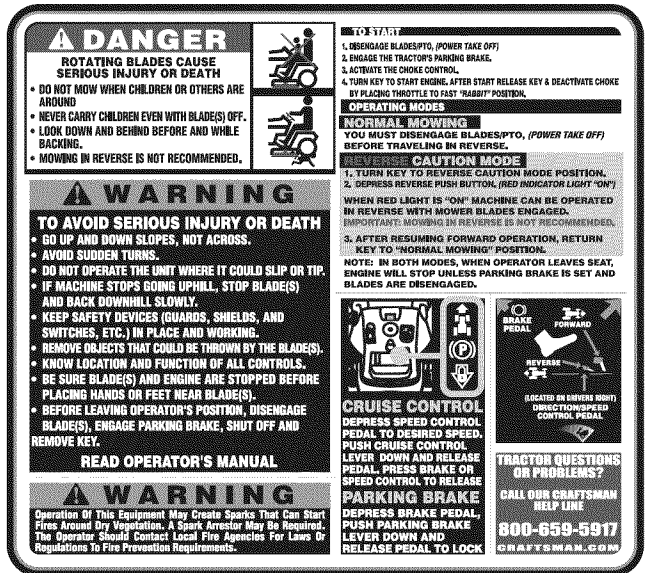 DANGER
ROTATING BLADES CAUSE
SERIOUS INJURY OR DEATH
• DO NOT MOW WHEN CHILDREN OR OTHERS ARE
AROUND
• NEVER CARRY CHILDREN EVEN WITH BLADE(S) OFF.
• LOOK DOWN AND BEHIND BEFORE AND WHILE
BACKING.
• MOWING IN REVERSE IS NOT RECOMMENDED.
WARNING
TO AVOID SERIOUS INJURY OR DEATH
• GO UP AND DOWN SLOPES, NOT ACROSS.
• AVOID SUDDEN TURNS.
• DO NOT OPERATE THE UNIT WHERE IT COULD SLIP OR TIP.
• IF MACHINE STOPS GOING UPHILL, STOP BLADE(S)
AND BACK DOWNHILL SLOWLY.
• KEEP SAFETY DEVICES (GUARDS, SHIELDS, AND
SWITCHES, ETC.) IN PLACE AND WORKING.
• REMOVE OBJECTS THAT COULD BE THROWN BY THE BLADE(S).
• KNOW LOCATION AND FUNCTION OF ALL CONTROLS.
• BE SURE BLADE(S) AND ENGINE ARE STOPPED BEFORE
PLACING HANDS OR FEET NEAR BLADE(S).
• BEFORE LEAVING OPERATOR'S POSITION, DISENGAGE
BLADE(S), ENGAGE PARKING BRAKE, SHUT OFF AND
REMOVE KEY.
READ OPERATOR'S MANUAL
WARNING
Operation Of This Equipment May Create Sparks That Can Start
Fires Around Dry Vegetation. A Spark Arrestor May Be Required.
The Operator Should Contact Local Fire Agencies For Laws Or
Regulations To Fire Prevention Requirements.
TO START
1. DISENGAGE BLADES/PTO, (POWER TAKE OFF)
2. ENGAGE THE TRACTOR'S PARKING BRAKE.
3. ACTIVATE THE CHOKE CONTROL.
4. TURN KEY TO START ENGINE. AFTER START RELEASE KEY & DEACTIVATE CHOKE
BY PLACING THROTTLE TO FAST "RABBIT" POSITION.
OPERATING MODES
NORMAL MOWING
YOU MUST DISENGAGE BLADES/PTO, (POWER TAKE OFF)
BEFORE TRAVELING IN REVERSE.
REVERSE CAUTION MODE
1. TURN KEY TO REVERSE CAUTION MODE POSITION.
2. DEPRESS REVERSE PUSH BUTTON. (RED INDICATOR LIGHT "ON")
WHEN RED LIGHT IS "ON" MACHINE CAN BE OPERATED
IN REVERSE WITH MOWER BLADES ENGAGED.
IMPORTANT: MOWING IN REVERSE IS NOT RECOMMENDED.
3. AFTER RESUMING FORWARD OPERATION, RETURN
KEY TO "NORMAL MOWING" POSITION.
NOTE: IN BOTH MODES, WHEN OPERATOR LEAVES SEAT,
ENGINE WILL STOP UNLESS PARKING BRAKE IS SET AND
BLADES ARE DISENGAGED.
P
CRUISE CONTROL
DEPRESS SPEED CONTROL
PEDAL TO DESIRED SPEED.
PUSH CRUISE CONTROL
LEVER DOWN AND RELEASE
PEDAL. PRESS BRAKE OR
SPEED CONTROL TO RELEASE
PARKING BRAKE
DEPRESS BRAKE PEDAL,
PUSH PARKING BRAKE
LEVER DOWN AND
RELEASE PEDAL TO LOCK
BRAKE
PEDAL
FORWARD
REVERSE
(LOCATED ON DRIVERS RIGHT)
DIRECTION/SPEED
CONTROL PEDAL
TRACTOR QUESTIONS
OR PROBLEMS?
CALL OUR CRAFTSMAN
HELP LINE
800-659-5917
CRAFTSMAN.COM